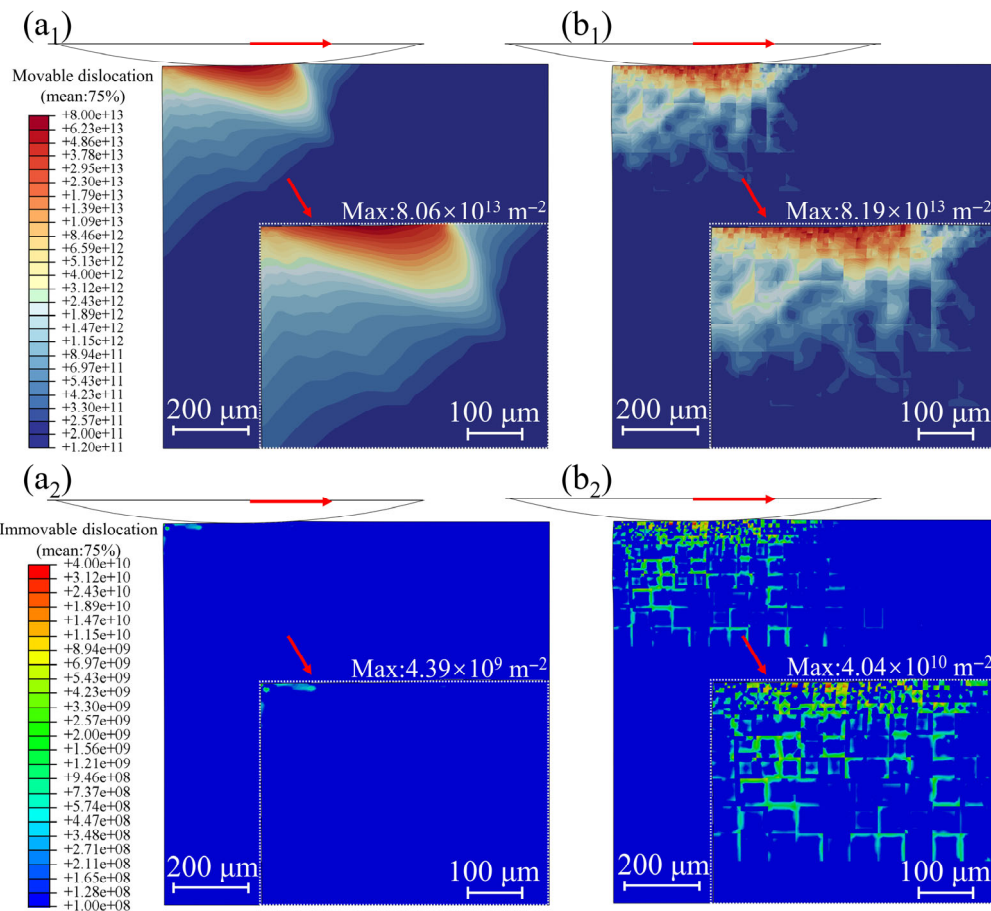 (a1)
(b1)
Movable dislocation
(mean:75%)
+8.00e+13
+6.23e+13
+4.86e+13
+3.78e+13
+2.95e+13
+2.30e+13
+1.79e+13
+1.39e+13
+1.09e+13
+8.46e+12
+6.59e+12
+5.13e+12
+4.00e+12
+3.12e+12
+2.43e+12
+1.89e+12
+1.47e+12
+1.15e+12
+8.94e+11
+6.97e+11
+5.43e+11
+4.23e+11
+3.30e+11
+2.57e+11
+2.00e+11
+1.20e+11
Max:8.06×10¹³ m⁻²
200 μm
100 μm
Max:8.19×10¹³ m⁻²
200 μm
100 μm
(a2)
(b2)
Immovable dislocation
(mean:75%)
+4.00e+10
+3.12e+10
+2.43e+10
+1.89e+10
+1.47e+10
+1.15e+10
+8.94e+09
+6.97e+09
+5.43e+09
+4.23e+09
+3.30e+09
+2.57e+09
+2.00e+09
+1.56e+09
+1.21e+09
+9.46e+08
+7.37e+08
+5.74e+08
+4.47e+08
+3.48e+08
+2.71e+08
+2.11e+08
+1.65e+08
+1.28e+08
+1.00e+08
Max:4.39×10⁹ m⁻²
200 μm
100 μm
Max:4.04×10¹⁰ m⁻²
200 μm
100 μm